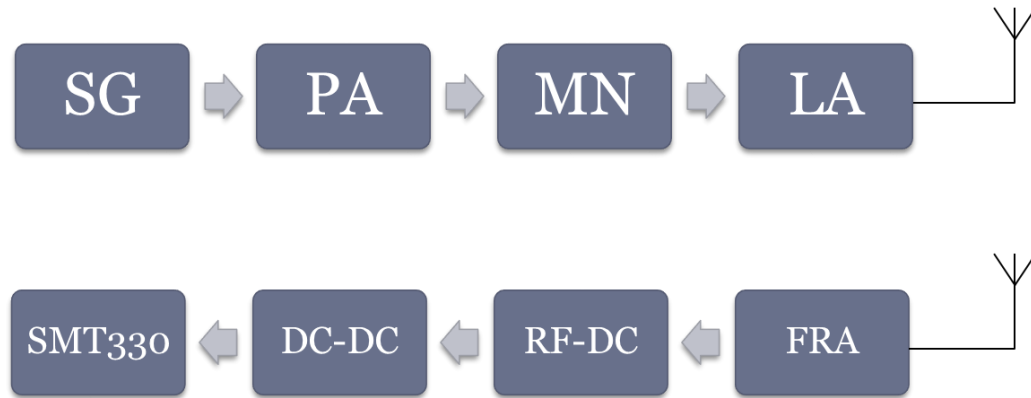 SG
PA
MN
LA
SMT330
DC-DC
RF-DC
FRA